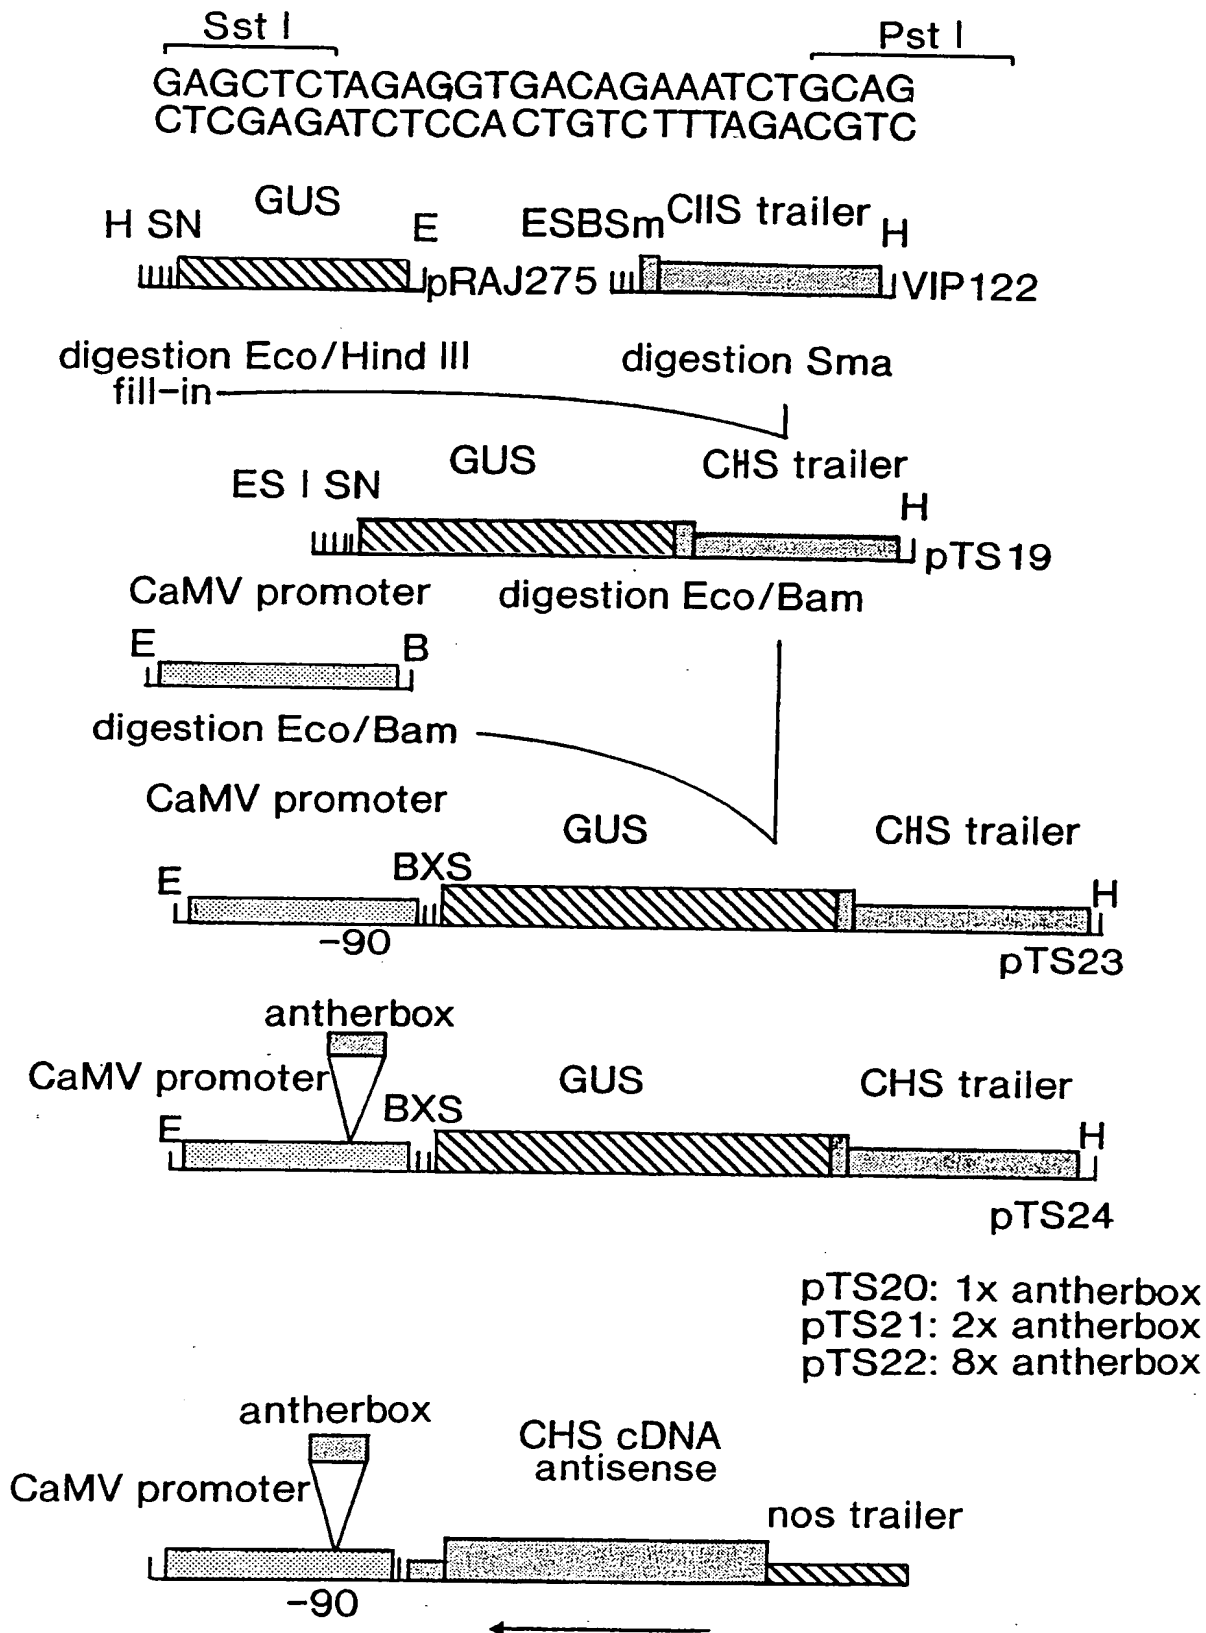 Sst I
Pst I
GAGCTCTAGAGGTGACAGAAATCTGCAG
CTCGAGATCTCCACTGTCTTTAGACGTC
H SN GUS E ESBSm CIIS trailer H
pRAJ275 VIP122
digestion Eco/Hind III
fill-in
digestion Sma
ES I SN GUS CHS trailer H
pTS19
CaMV promoter
digestion Eco/Bam
E B
digestion Eco/Bam
CaMV promoter
GUS CHS trailer
E BXS H
-90
pTS23
antherbox
CaMV promoter GUS CHS trailer
E BXS H
pTS24
pTS20: 1x antherbox
pTS21: 2x antherbox
pTS22: 8x antherbox
antherbox
CHS cDNA
antisense
CaMV promoter
nos trailer
-90